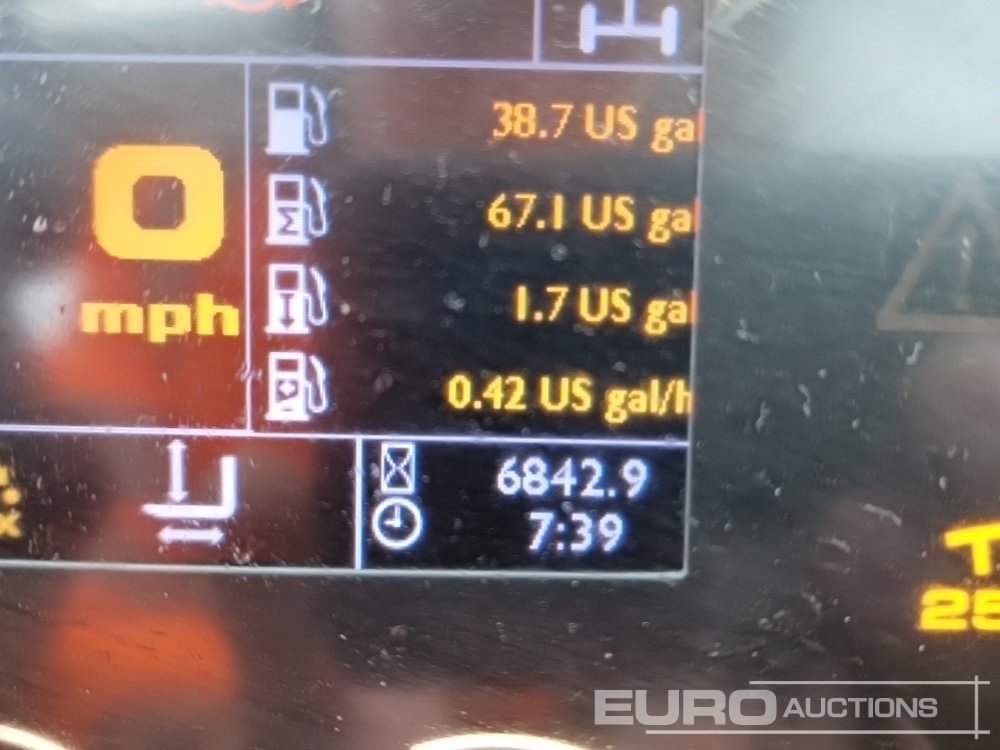 38.7 US gal
67.1 US gal
0
mph
1.7 US gal
0.42 US gal/h
6842.9
7:39
25
EURO AUCTIONS